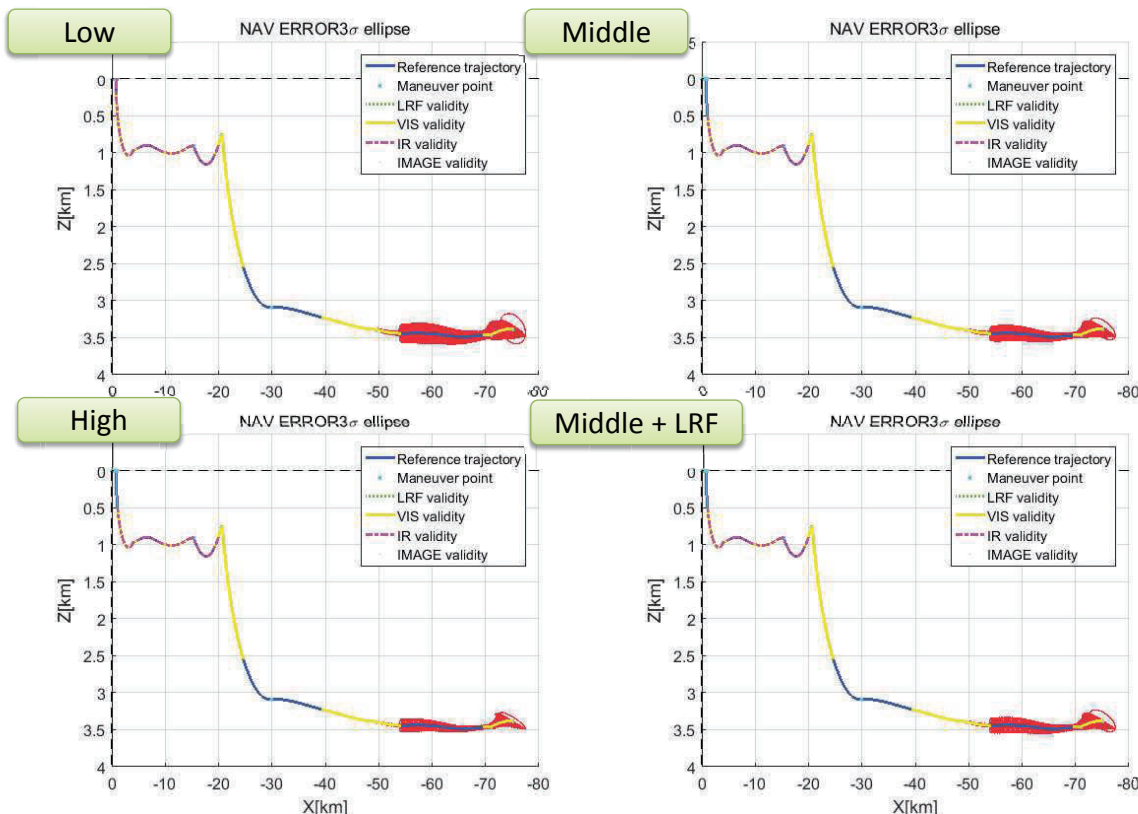 Low
NAV ERROR3σ ellipse
Reference trajectory
Maneuver point
LRF validity
VIS validity
IR validity
IMAGE validity
Z[km]
0
0.5
1
1.5
2
2.5
3
3.5
4
0 -10 -20 -30 -40 -50 -60 -70
Middle
NAV ERROR3σ ellipse
Reference trajectory
Maneuver point
LRF validity
VIS validity
IR validity
IMAGE validity
Z[km]
5
0
0.5
1
1.5
2
2.5
3
3.5
4
0 -10 -20 -30 -40 -50 -60 -70 -80
High
NAV ERROR3σ ellipse
Reference trajectory
Maneuver point
LRF validity
VIS validity
IR validity
IMAGE validity
Z[km]
0
0.5
1
1.5
2
2.5
3
3.5
4
0 -10 -20 -30 -40 -50 -60 -70 -80
X[km]
Middle + LRF
NAV ERROR3σ ellipse
Reference trajectory
Maneuver point
LRF validity
VIS validity
IR validity
IMAGE validity
Z[km]
0
0.5
1
1.5
2
2.5
3
3.5
4
0 -10 -20 -30 -40 -50 -60 -70 -80
X[km]